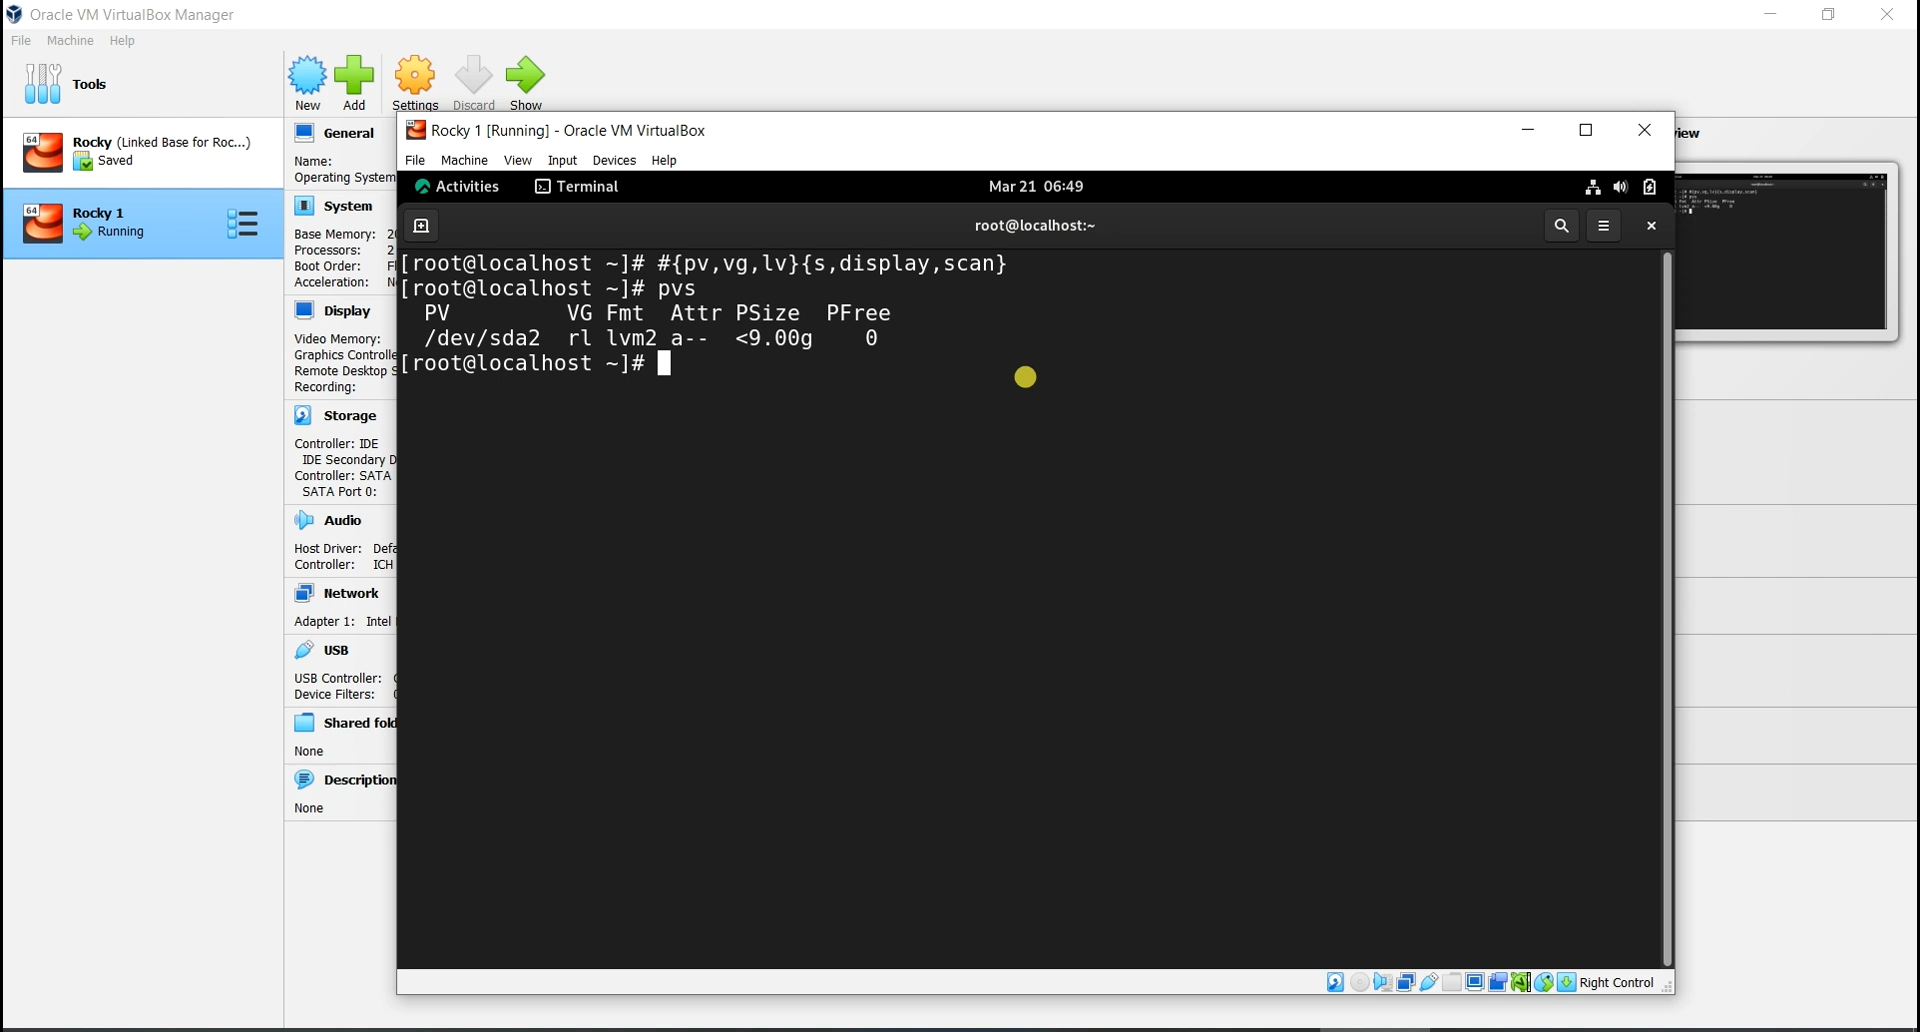 Oracle VM VirtualBox Manager
File Machine Help
Tools
New Add Settings Discard Show
64 Rocky (Linked Base for Roc...)
Saved
64 Rocky 1
Running
General
Name:
Operating System
System
Base Memory:
Processors: 2
Boot Order:
Acceleration:
Display
Video Memory:
Graphics Controlle
Remote Desktop S
Recording:
Storage
Controller: IDE
IDE Secondary D
Controller: SATA
SATA Port 0:
Audio
Host Driver: Defa
Controller: ICH
Network
Adapter 1: Intel
USB
USB Controller:
Device Filters:
Shared fold
None
Description
None
Rocky 1 [Running] - Oracle VM VirtualBox
File Machine View Input Devices Help
Activities Terminal Mar 21 06:49
root@localhost:~
[root@localhost ~]# #{pv,vg,lv}{s,display,scan}
[root@localhost ~]# pvs
PV VG Fmt Attr PSize PFree
/dev/sda2 rl lvm2 a-- <9.00g 0
[root@localhost ~]#
Right Control
iew